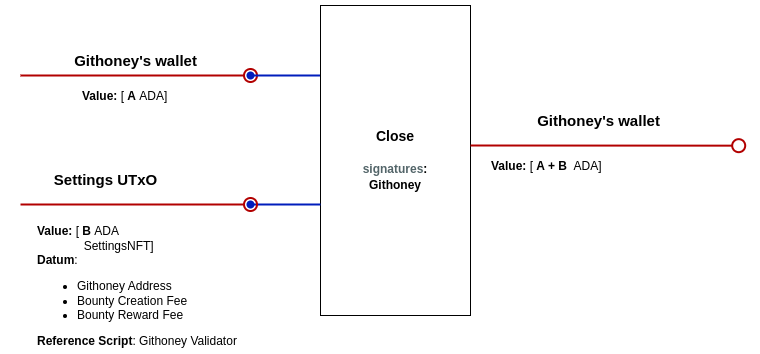 Githoney's wallet
Value: [ A ADA]
Settings UTxO
Value: [ B ADA
SettingsNFT]
Datum:
Githoney Address
Bounty Creation Fee
Bounty Reward Fee
Reference Script: Githoney Validator
Close
signatures:
Githoney
Githoney's wallet
Value: [ A + B ADA]